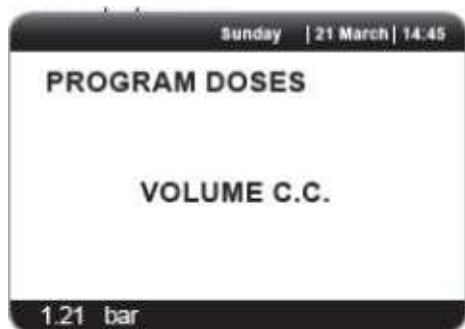 Sunday | 21 March | 14:45
PROGRAM DOSES
VOLUME C.C.
1.21 bar